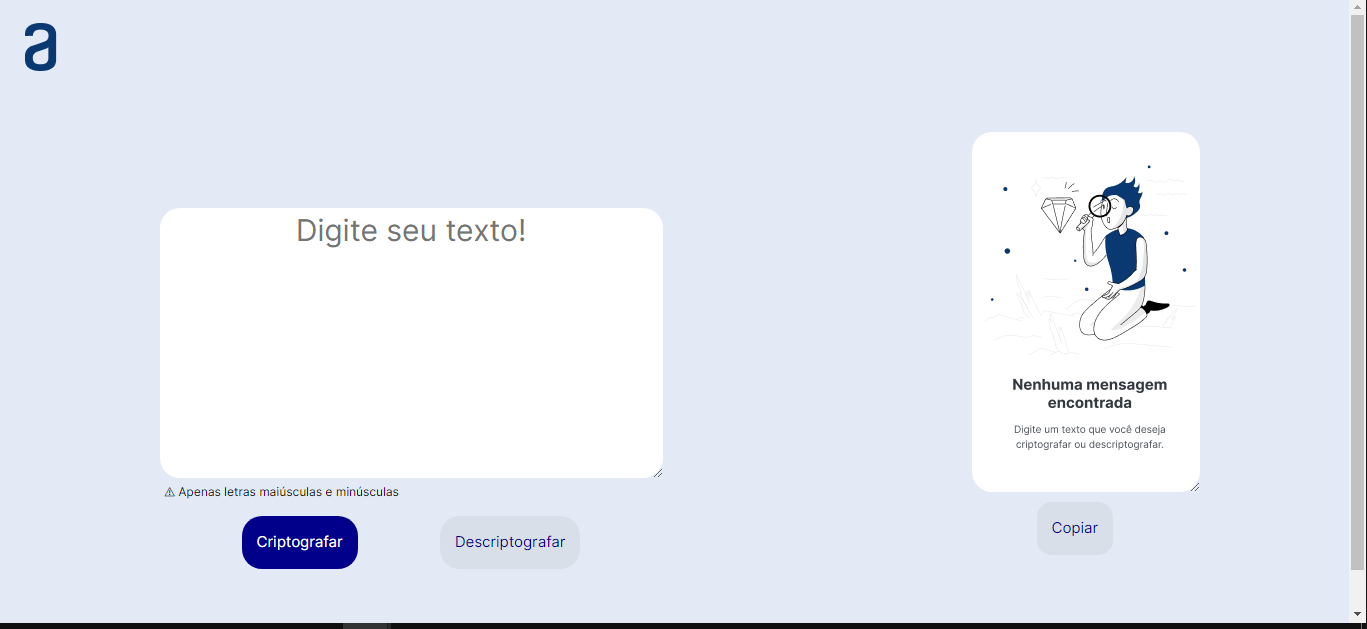 a
Digite seu texto!
⚠ Apenas letras maiúsculas e minúsculas
Criptografar
Descriptografar
Nenhuma mensagem
encontrada
Digite um texto que você deseja
criptografar ou descriptografar.
Copiar